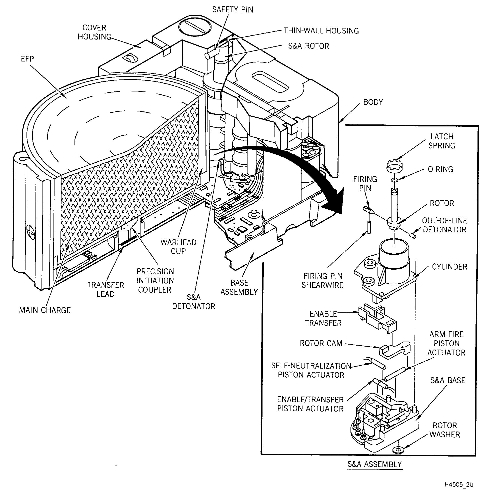 SAFETY PIN
COVER
HOUSING
THIN-WALL HOUSING
S&A ROTOR
EFP
BODY
LATCH
SPRING
O RING
FIRING
PIN
ROTOR
OUT-OF-LINE
DETONATOR
WARHEAD
CUP
BASE
ASSEMBLY
FIRING PIN
SHEARWIRE
CYLINDER
PRECISION
INITIATION
COUPLER
TRANSFER
LEAD
S&A
DETONATOR
MAIN CHARGE
ENABLE
TRANSFER
ARM FIRE
PISTON
ACTUATOR
ROTOR CAM
SELF-NEUTRALIZATION
PISTON ACTUATOR
S&A BASE
ENABLE/TRANSFER
PISTON ACTUATOR
ROTOR
WASHER
S&A ASSEMBLY
H4505_2u